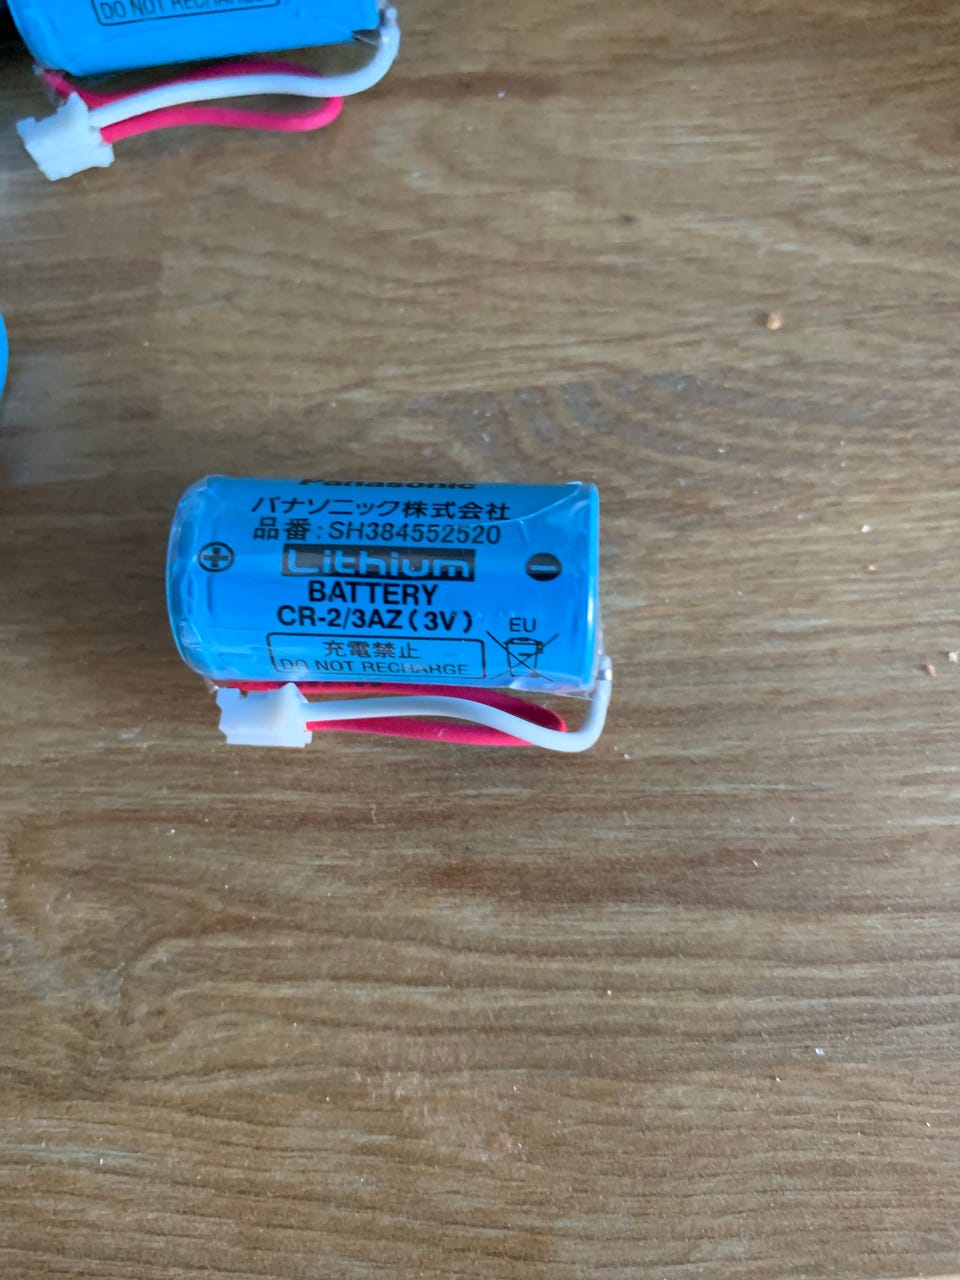 DO NOT RECHARGE
Panasonic
パナソニック株式会社
品番:SH384552520
Lithium
BATTERY
CR-2/3AZ(3V)
EU
充電禁止
DO NOT RECHARGE